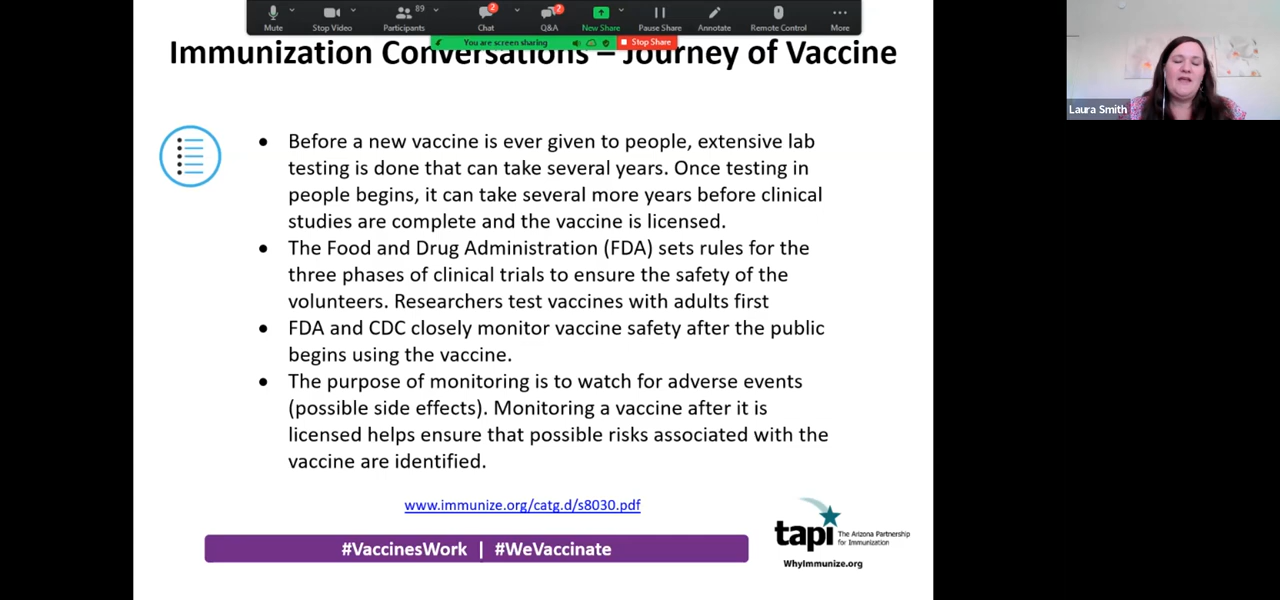 89
2
2
Mute
Stop Video
Participants
Chat
Q&A
New Share
Pause Share
Annotate
Remote Control
More
You are screen sharing
Stop Share
Immunization Conversations – Journey of Vaccine
Laura Smith
• Before a new vaccine is ever given to people, extensive lab
testing is done that can take several years. Once testing in
people begins, it can take several more years before clinical
studies are complete and the vaccine is licensed.
• The Food and Drug Administration (FDA) sets rules for the
three phases of clinical trials to ensure the safety of the
volunteers. Researchers test vaccines with adults first
• FDA and CDC closely monitor vaccine safety after the public
begins using the vaccine.
• The purpose of monitoring is to watch for adverse events
(possible side effects). Monitoring a vaccine after it is
licensed helps ensure that possible risks associated with the
vaccine are identified.
www.immunize.org/catg.d/s8030.pdf
#VaccinesWork | #WeVaccinate
tapi
The Arizona Partnership
for Immunization
WhyImmunize.org